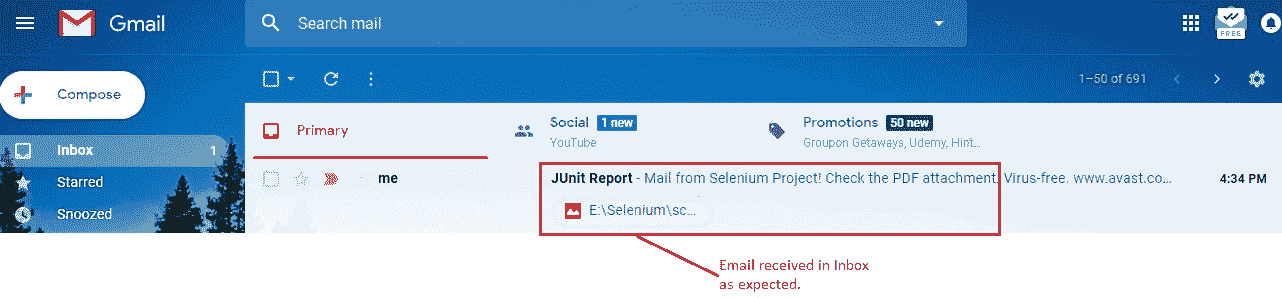 Gmail
Search mail
FREE
Compose
1–50 of 691
Primary
Social 1 new
YouTube
Promotions 50 new
Groupon Getaways, Udemy, Hint...
Inbox 1
Starred
Snoozed
me JUnit Report - Mail from Selenium Project! Check the PDF attachment. Virus-free. www.avast.co... 4:34 PM
E:\Selenium\sc...
Email received in Inbox
as expected.